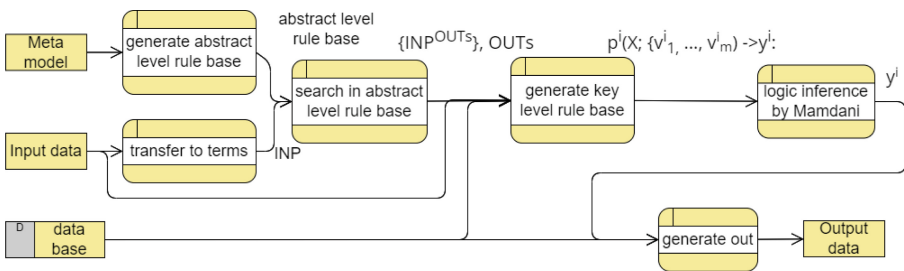 abstract level
rule base
{INP^OUTs}, OUTs
p^i(X; {v^i_1, ..., v^i_m) ->y^i:
Meta
model
generate abstract
level rule base
search in abstract
level rule base
generate key
level rule base
logic inference
by Mamdani
y^i
Input data
transfer to terms
INP
D
data
base
generate out
Output
data